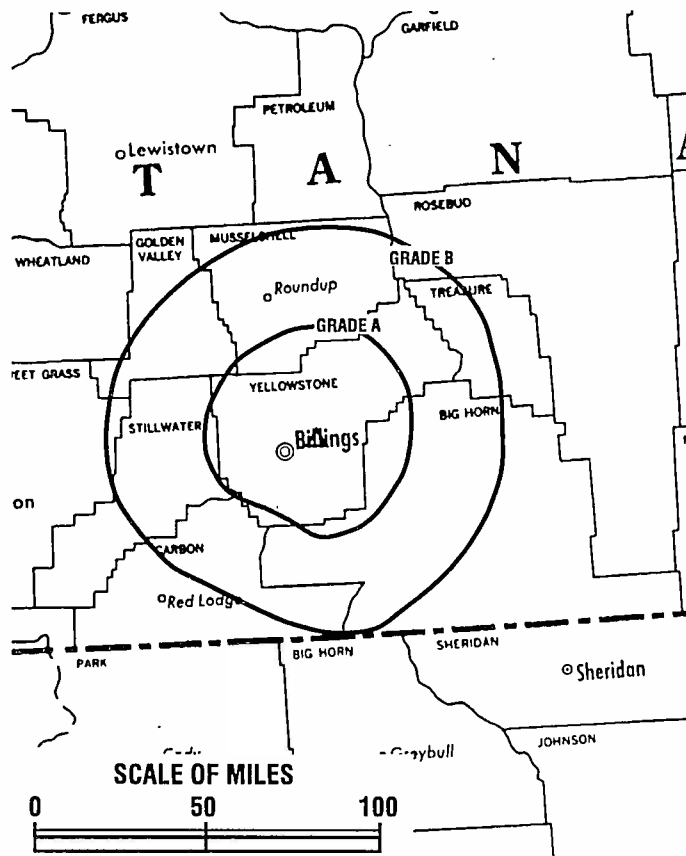 FERGUS
GARFIELD
PETROLEUM
Lewistown
T A N
ROSEBUD
GOLDEN VALLEY
MUSSELSHELL
WHEATLAND
GRADE B
Roundup
TREASURE
GRADE A
EET GRASS
YELLOWSTONE
BIG HORN
STILLWATER
Billings
on
CARBON
Red Lodge
PARK
BIG HORN
SHERIDAN
Sheridan
JOHNSON
Greybull
SCALE OF MILES
0 50 100